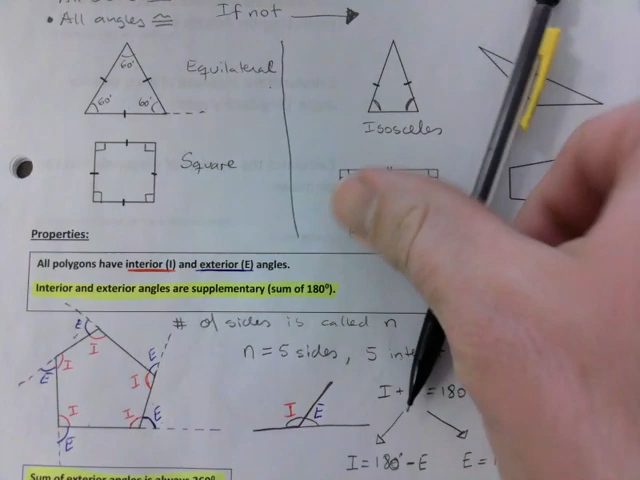 • All angles ≅
If not
60°
60° 60°
Equilateral
Isosceles
Square
Properties:
All polygons have interior (I) and exterior (E) angles.
Interior and exterior angles are supplementary (sum of 180°).
# of sides is called n
n = 5 sides, 5
E
I
E
I
E
I
I
E
I
I
E
E
I E
I + = 180
I = 180° - E E =
Sum of exterior angles is always 360°